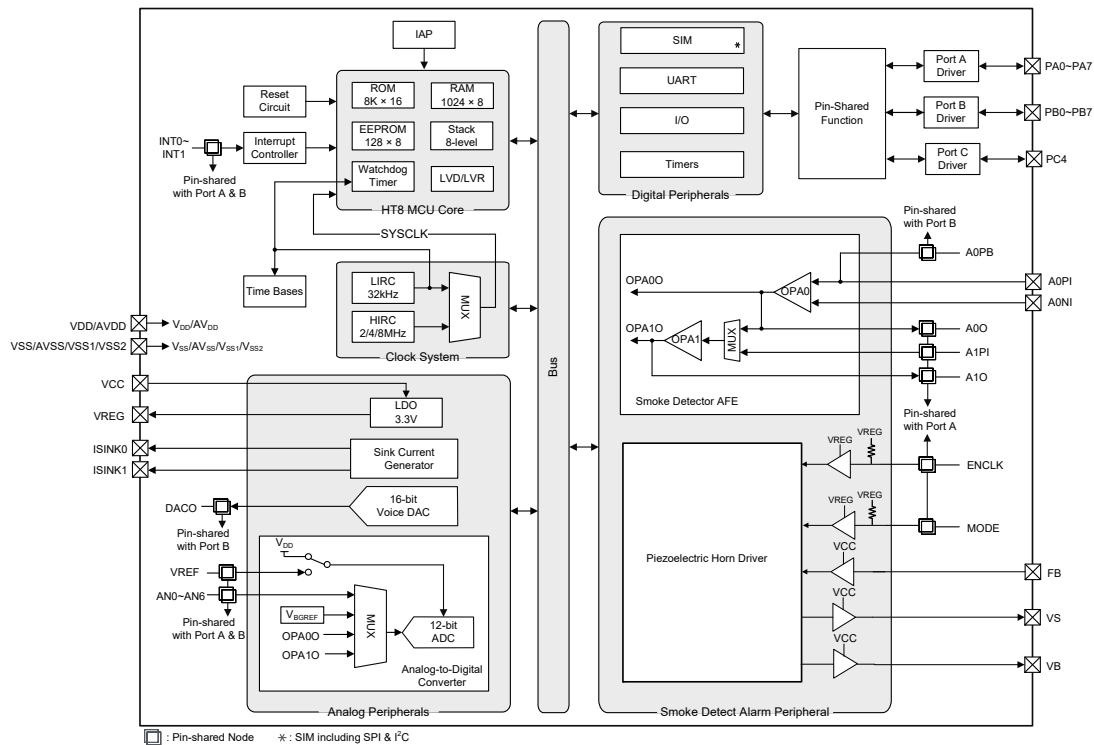 IAP
Reset
Circuit
INT0~
INT1
Interrupt
Controller
Pin-shared
with Port A & B
ROM
8K × 16
RAM
1024 × 8
EEPROM
128 × 8
Stack
8-level
Watchdog
Timer
LVD/LVR
HT8 MCU Core
SYSCLK
Time Bases
LIRC
32kHz
HIRC
2/4/8MHz
MUX
Clock System
Bus
SIM
*
UART
I/O
Timers
Digital Peripherals
Pin-Shared
Function
Port A
Driver
Port B
Driver
Port C
Driver
PA0~PA7
PB0~PB7
PC4
VDD/AVDD
VDD/AVDD
VSS/AVSS/VSS1/VSS2
VSS/AVSS/VSS1/VSS2
VCC
VREG
ISINK0
ISINK1
LDO
3.3V
Sink Current
Generator
16-bit
Voice DAC
DACO
Pin-shared
with Port B
VREF
AN0~AN6
Pin-shared
with Port A & B
VDD
VBGREF
OPA0O
OPA1O
MUX
12-bit
ADC
Analog-to-Digital
Converter
Analog Peripherals
Pin-shared
with Port B
A0PB
A0PI
A0NI
OPA0O
OPA0
OPA1O
OPA1
MUX
A0O
A1PI
A1O
Smoke Detector AFE
Pin-shared
with Port A
VREG
VREG
ENCLK
VREG
VREG
MODE
Piezoelectric Horn Driver
VCC
FB
VCC
VS
VCC
VB
Smoke Detect Alarm Peripheral
: Pin-shared Node
* : SIM including SPI & I²C